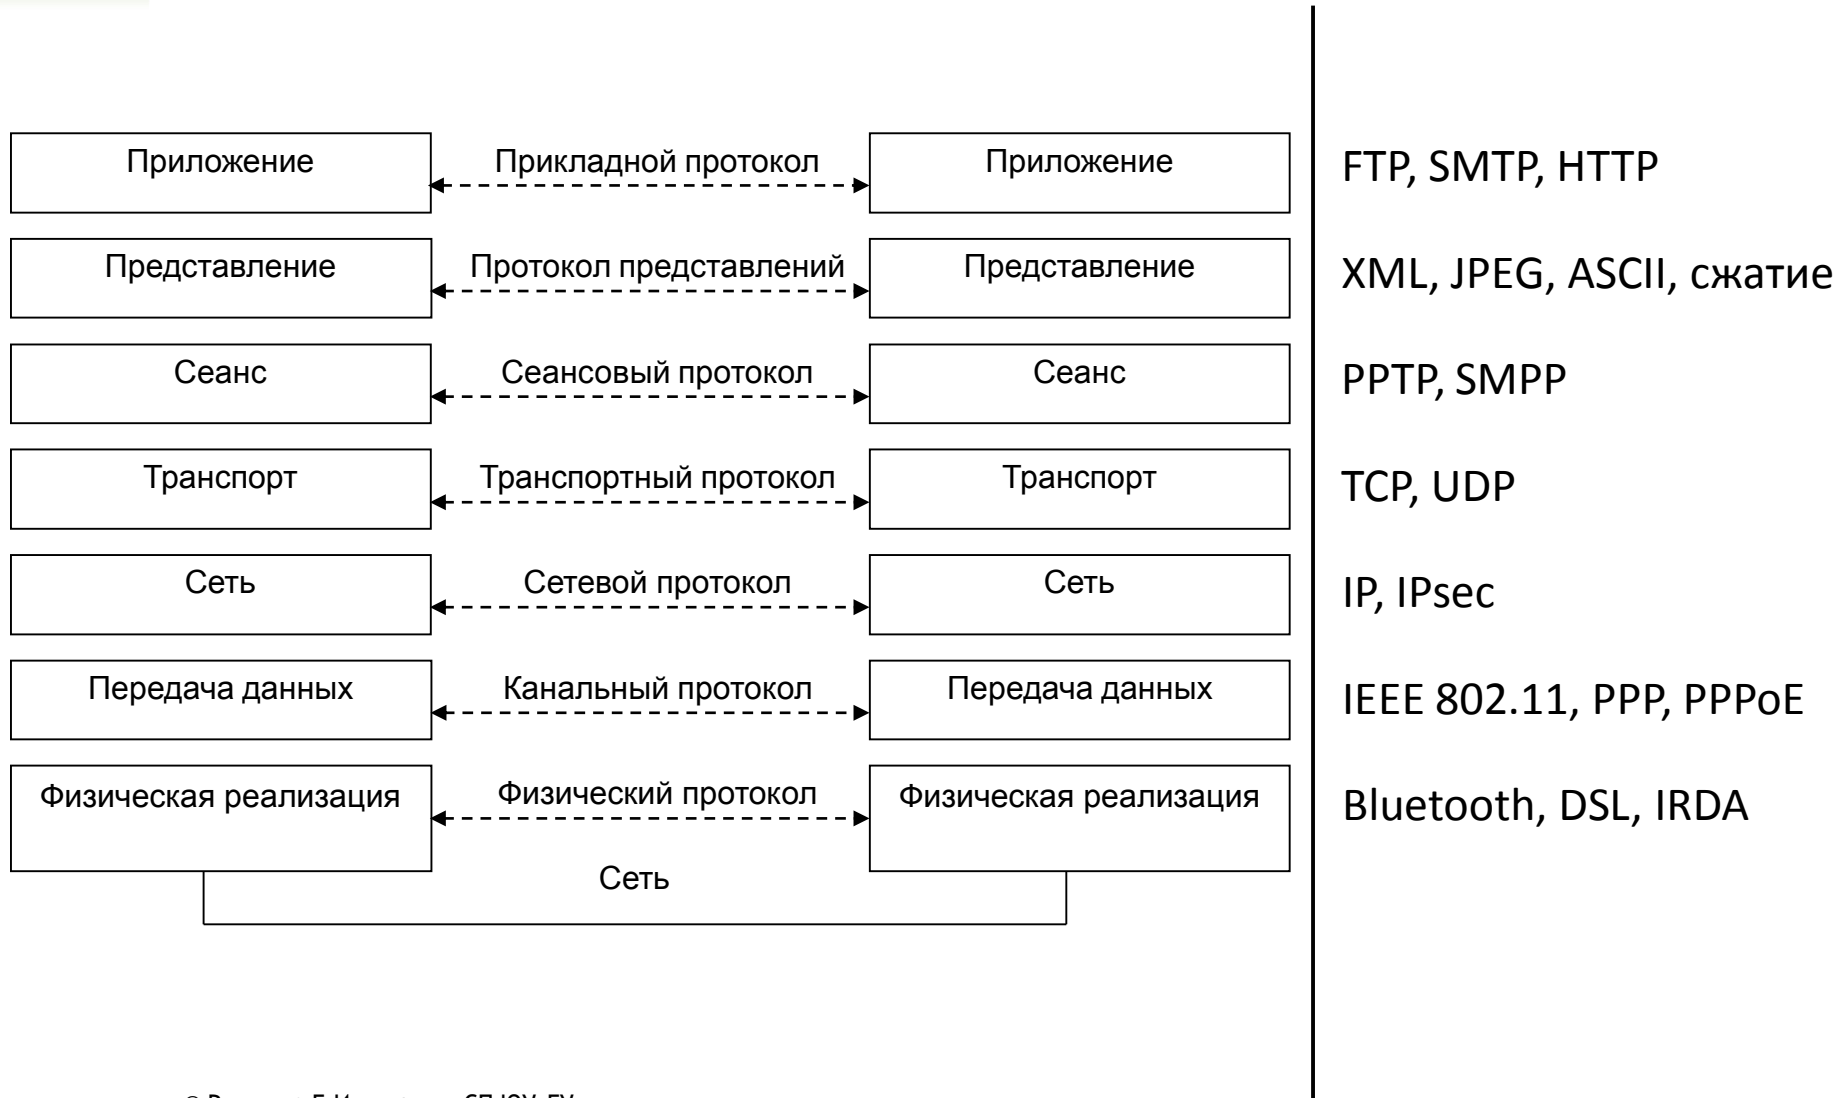 Приложение Прикладной протокол Приложение FTP, SMTP, HTTP
Представление Протокол представлений Представление XML, JPEG, ASCII, сжатие
Сеанс Сеансовый протокол Сеанс PPTP, SMPP
Транспорт Транспортный протокол Транспорт TCP, UDP
Сеть Сетевой протокол Сеть IP, IPsec
Передача данных Канальный протокол Передача данных IEEE 802.11, PPP, PPPoE
Физическая реализация Физический протокол Физическая реализация Bluetooth, DSL, IRDA
Сеть